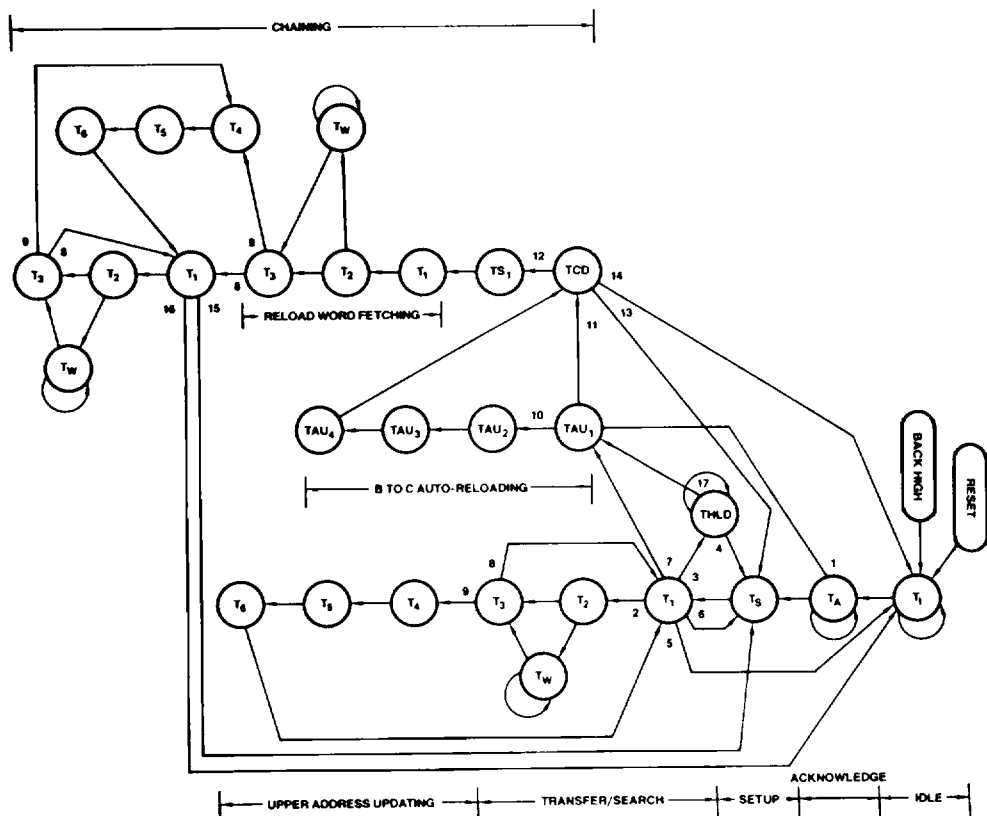 CHAINING
T6 T5 T4 TW
9 8 8 12 14
T3 T2 T1 T3 T2 T1 TS1 TCD
16 15 8 13
RELOAD WORD FETCHING 11
TW
10
TAU4 TAU3 TAU2 TAU1
B TO C AUTO-RELOADING 17 BACK HIGH RESET
THLD
8 7 3 4 1
T6 T5 T4 9 T3 T2 2 T1 6 TS TA TI
5
TW
ACKNOWLEDGE
UPPER ADDRESS UPDATING TRANSFER/SEARCH SETUP IDLE